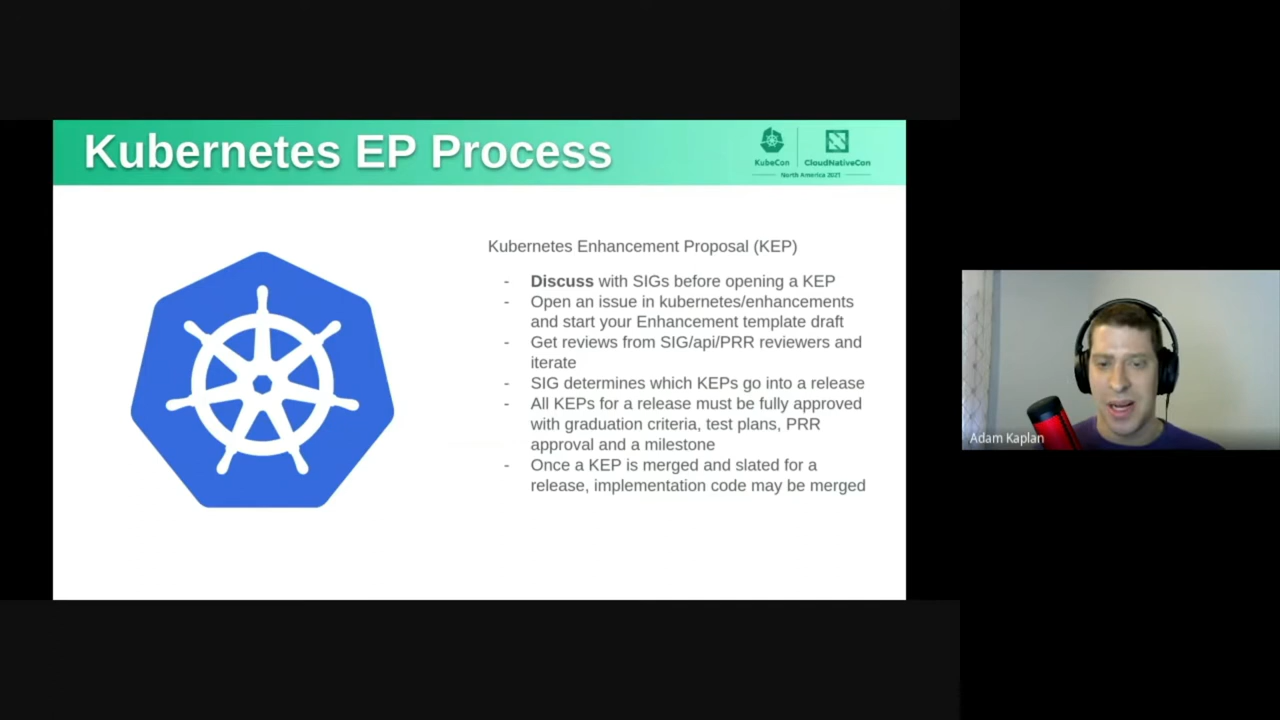 Kubernetes EP Process
KubeCon
CloudNativeCon
North America 2021
Kubernetes Enhancement Proposal (KEP)
- Discuss with SIGs before opening a KEP
- Open an issue in kubernetes/enhancements
and start your Enhancement template draft
- Get reviews from SIG/api/PRR reviewers and
iterate
- SIG determines which KEPs go into a release
- All KEPs for a release must be fully approved
with graduation criteria, test plans, PRR
approval and a milestone
- Once a KEP is merged and slated for a
release, implementation code may be merged
Adam Kaplan